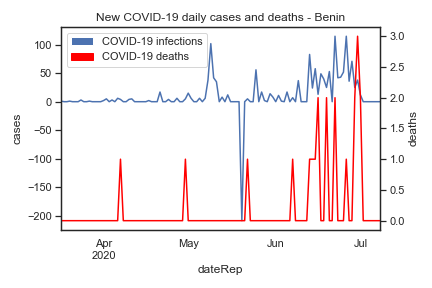 New COVID-19 daily cases and deaths - Benin
COVID-19 infections
COVID-19 deaths
100
50
0
−50
−100
−150
−200
cases
3.0
2.5
2.0
1.5
1.0
0.5
0.0
deaths
Apr
2020
May
Jun
Jul
dateRep